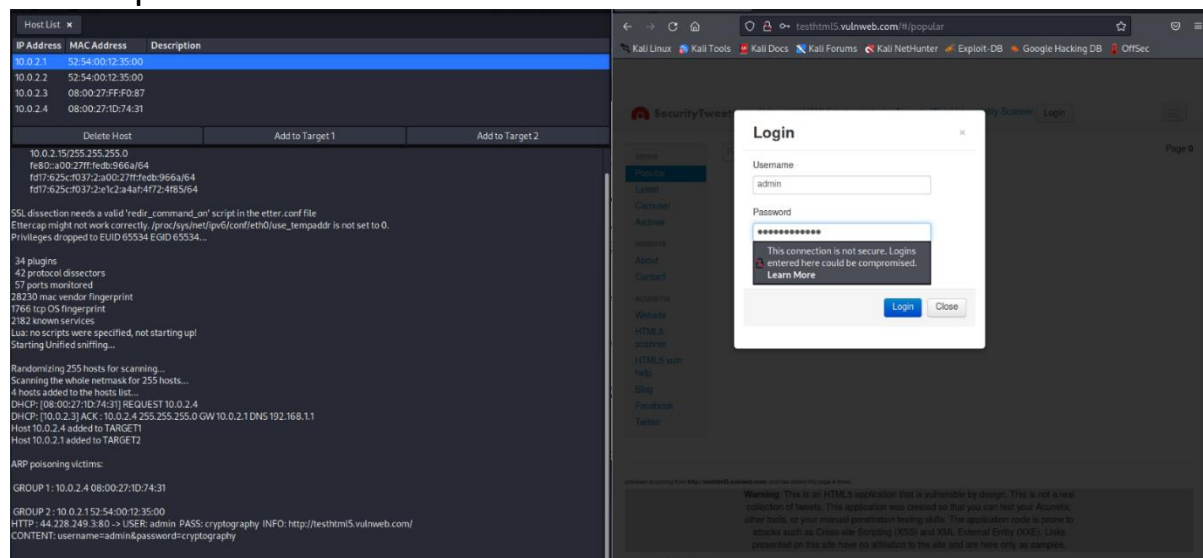 Host List ×
IP Address MAC Address Description
10.0.2.1 52:54:00:12:35:00
10.0.2.2 52:54:00:12:35:00
10.0.2.3 08:00:27:FF:F0:87
10.0.2.4 08:00:27:1D:74:31
Delete Host Add to Target 1 Add to Target 2
10.0.2.15/255.255.255.0
fe80::a00:27ff:fedb:966a/64
fd17:625c:f037:2:a00:27ff:fedb:966a/64
fd17:625c:f037:2:e1c2:a4af:4f72:4f85/64
SSL dissection needs a valid 'redir_command_on' script in the etter.conf file
Ettercap might not work correctly. /proc/sys/net/ipv6/conf/eth0/use_tempaddr is not set to 0.
Privileges dropped to EUID 65534 EGID 65534...
34 plugins
42 protocol dissectors
57 ports monitored
28230 mac vendor fingerprint
1766 tcp OS fingerprint
2182 known services
Lua: no scripts were specified, not starting up!
Starting Unified sniffing...
Randomizing 255 hosts for scanning...
Scanning the whole netmask for 255 hosts...
4 hosts added to the hosts list...
DHCP: [08:00:27:1D:74:31] REQUEST 10.0.2.4
DHCP: [10.0.2.3] ACK : 10.0.2.4 255.255.255.0 GW 10.0.2.1 DNS 192.168.1.1
Host 10.0.2.4 added to TARGET1
Host 10.0.2.1 added to TARGET2
ARP poisoning victims:
GROUP 1 : 10.0.2.4 08:00:27:1D:74:31
GROUP 2 : 10.0.2.1 52:54:00:12:35:00
HTTP : 44.228.249.3:80 -> USER: admin PASS: cryptography INFO: http://testhtml5.vulnweb.com/
CONTENT: username=admin&password=cryptography
testhtml5.vulnweb.com/#/popular
Kali Linux Kali Tools Kali Docs Kali Forums Kali NetHunter Exploit-DB Google Hacking DB OffSec
SecurityTweets Scanner Login
Page 0
Popular
Latest
Carousel
Archive
About
Contact
Website
HTML5
scanner
HTML5 vuln
help
Blog
Facebook
Twitter
Login ×
Username
admin
Password
This connection is not secure. Logins
entered here could be compromised.
Learn More
Login Close
Warning: This is an HTML5 application that is vulnerable by design. This is not a real
collection of tweets. This application was created so that you can test your Acunetix,
other tools, or your manual penetration testing skills. The application code is prone to
attacks such as Cross-site Scripting (XSS) and XML External Entity (XXE). Links
presented on this site have no affiliation to the site and are here only as samples.